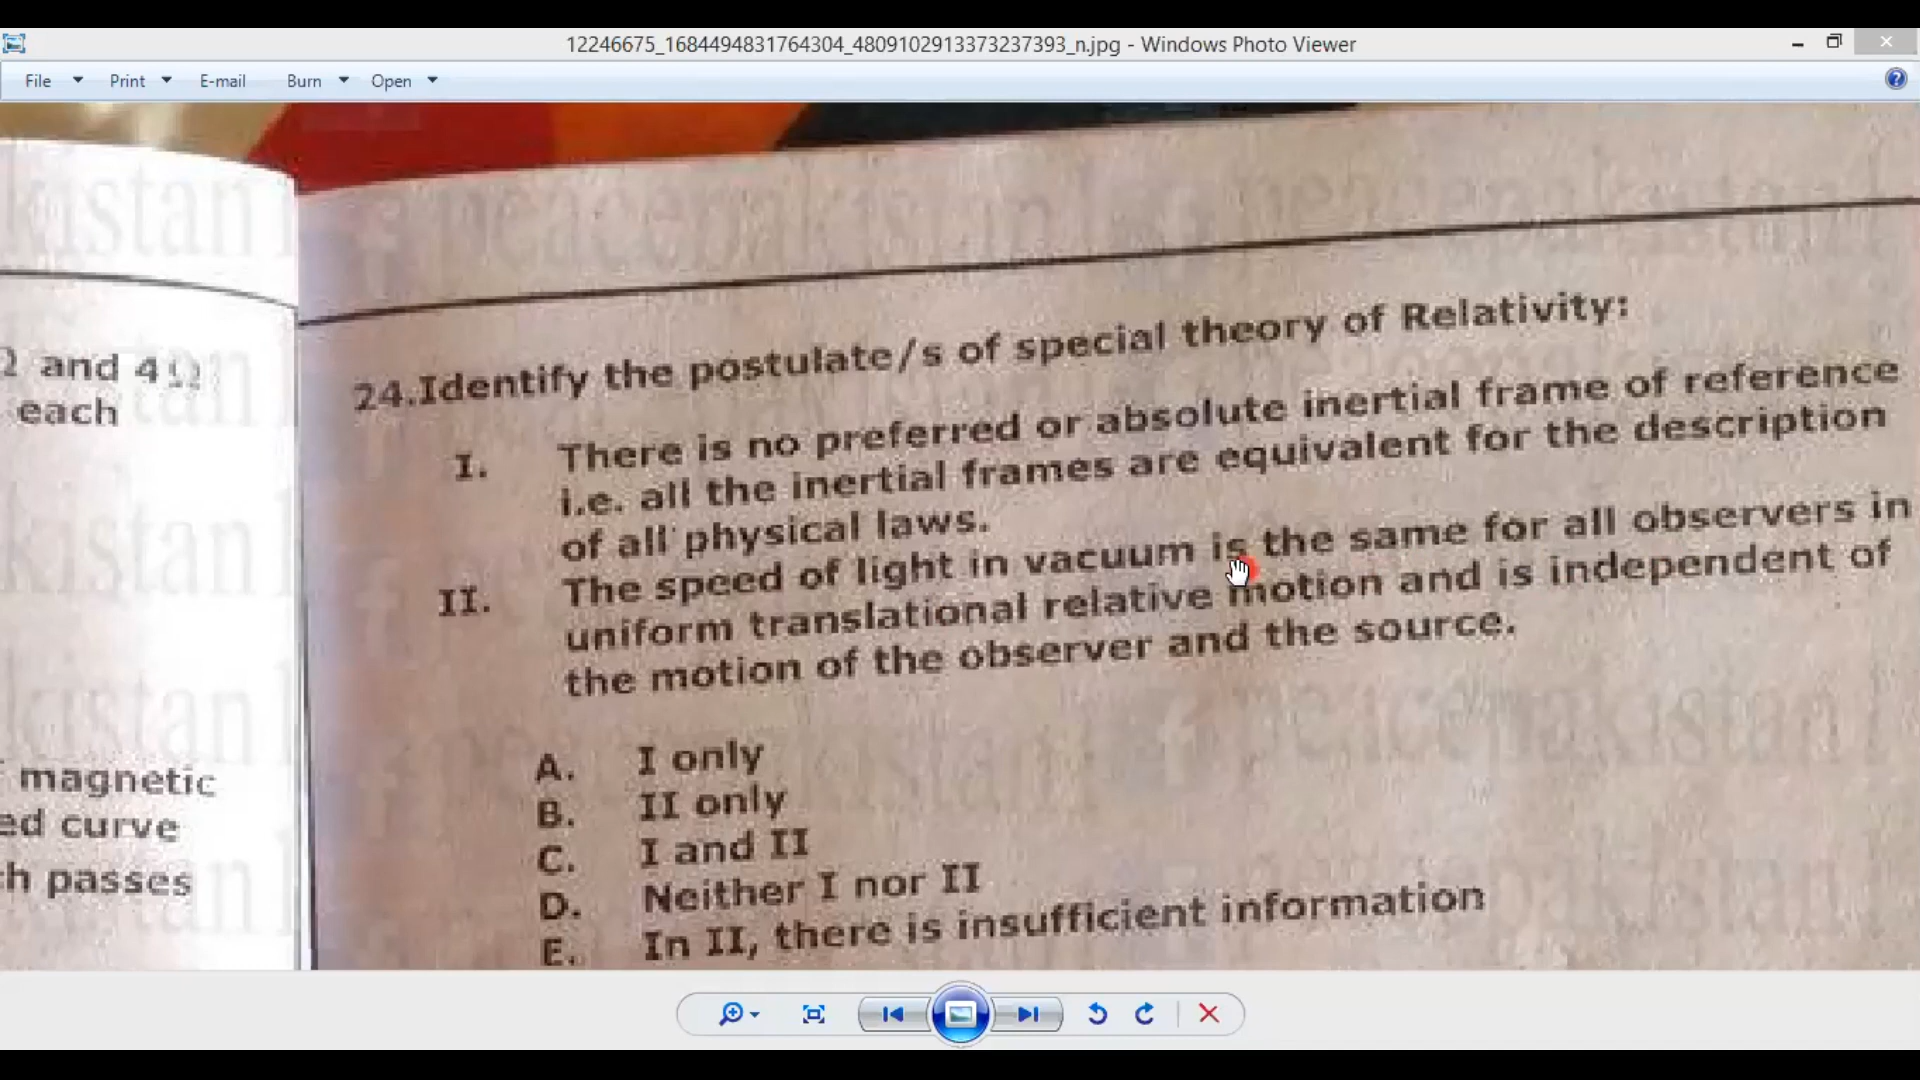 12246675_1684494831764304_4809102913373237393_n.jpg - Windows Photo Viewer
File Print E-mail Burn Open
and 4Ω
each
magnetic
ed curve
h passes
24.Identify the postulate/s of special theory of Relativity:
I. There is no preferred or absolute inertial frame of reference
i.e. all the inertial frames are equivalent for the description
of all physical laws.
II. The speed of light in vacuum is the same for all observers in
uniform translational relative motion and is independent of
the motion of the observer and the source.
A. I only
B. II only
C. I and II
D. Neither I nor II
E. In II, there is insufficient information